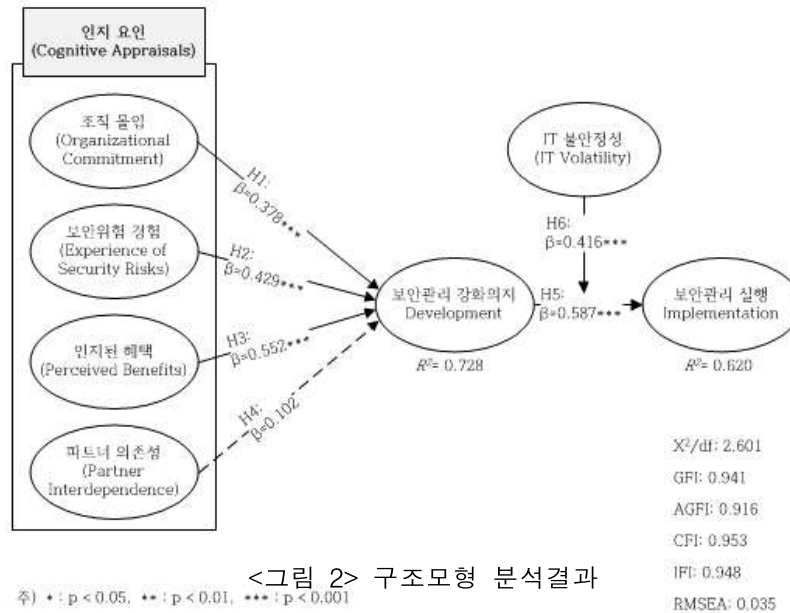 인지 요인
(Cognitive Appraisals)
조직 몰입
(Organizational
Commitment)
H1:
β=0.378***
보안위험 경험
(Experience of
Security Risks)
H2:
β=0.429***
인지된 혜택
(Perceived Benefits)
H3:
β=0.552***
파트너 의존성
(Partner
Interdependence)
H4:
β=0.102
보안관리 강화의지
Development
R²= 0.728
IT 불안정성
(IT Volatility)
H6:
β=0.416***
H5:
β=0.587***
보안관리 실행
Implementation
R²= 0.620
X²/df: 2.601
GFI: 0.941
AGFI: 0.916
CFI: 0.953
IFI: 0.948
RMSEA: 0.035
<그림 2> 구조모형 분석결과
주) * : p < 0.05, ** : p < 0.01, *** : p < 0.001